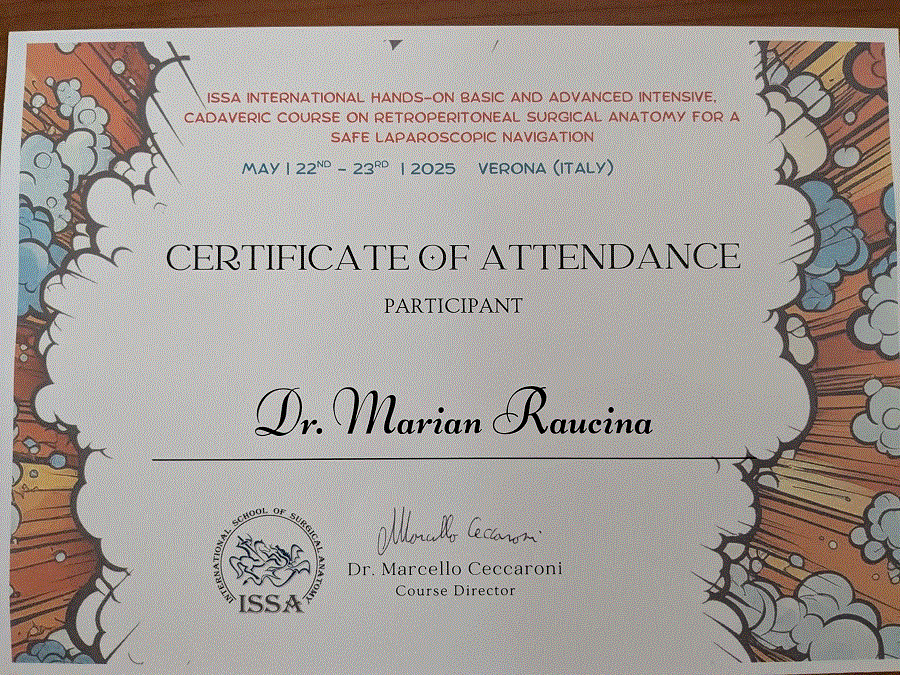 ISSA INTERNATIONAL HANDS-ON BASIC AND ADVANCED INTENSIVE,
CADAVERIC COURSE ON RETROPERITONEAL SURGICAL ANATOMY FOR A
SAFE LAPAROSCOPIC NAVIGATION
MAY | 22ND - 23RD | 2025 VERONA (ITALY)
CERTIFICATE OF ATTENDANCE
PARTICIPANT
Dr. Marian Raucina
INTERNATIONAL SCHOOL OF SURGICAL ANATOMY
ISSA
Marcello Ceccaroni
Dr. Marcello Ceccaroni
Course Director